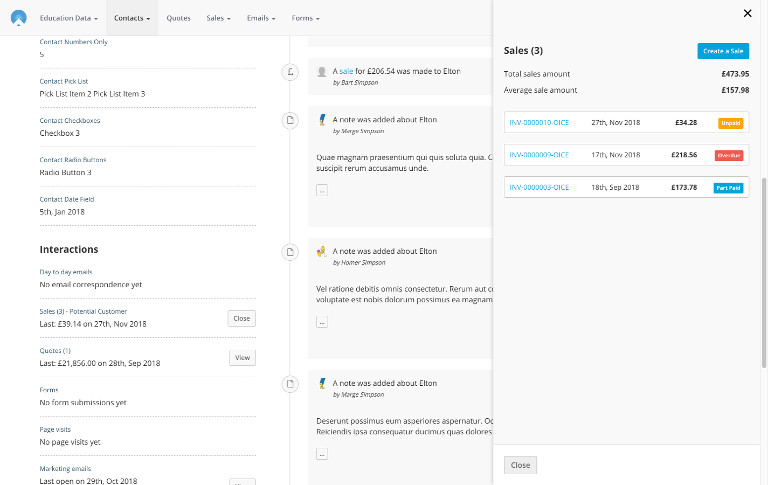 Education Data
Contacts
Quotes
Sales
Emails
Forms
Contact Numbers Only
5
Contact Pick List
Pick List Item 2 Pick List Item 3
Contact Checkboxes
Checkbox 3
Contact Radio Buttons
Radio Button 3
Contact Date Field
5th, Jan 2018
Interactions
Day to day emails
No email correspondence yet
Sales (3) - Potential Customer
Last: £39.14 on 27th, Nov 2018
Close
Quotes (1)
Last: £21,856.00 on 28th, Sep 2018
View
Forms
No form submissions yet
Page visits
No page visits yet
Marketing emails
Last open on 29th, Oct 2018
A sale for £206.54 was made to Elton
by Bart Simpson
A note was added about Elton
by Marge Simpson
Quae magnam praesentium qui quis soluta quia. C
suscipit rerum accusamus unde.
...
A note was added about Elton
by Homer Simpson
Vel ratione debitis omnis consectetur. Rerum aut c
voluptate est nobis dolorum possimus ea magnam
...
A note was added about Elton
by Marge Simpson
Deserunt possimus eum asperiores aspernatur. Oc
Reiciendis ipsa consequatur ducimus quas dolores
...
Sales (3)
Create a Sale
Total sales amount £473.95
Average sale amount £157.98
INV-0000010-OICE 27th, Nov 2018 £34.28 Unpaid
INV-0000009-OICE 17th, Nov 2018 £218.56 Overdue
INV-0000003-OICE 18th, Sep 2018 £173.78 Part Paid
Close